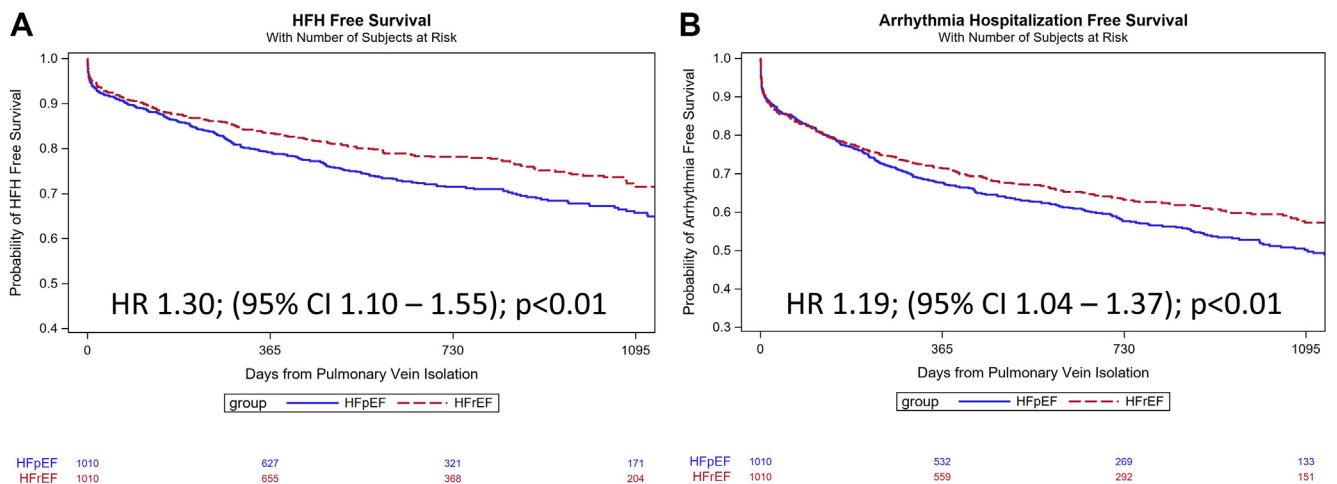 A
HFH Free Survival
With Number of Subjects at Risk
Probability of HFH Free Survival
1.0
0.9
0.8
0.7
0.6
0.5
0.4
HR 1.30; (95% CI 1.10 – 1.55); p<0.01
0 365 730 1095
Days from Pulmonary Vein Isolation
group HFpEF HFrEF
HFpEF 1010 627 321 171
HFrEF 1010 655 368 204
B
Arrhythmia Hospitalization Free Survival
With Number of Subjects at Risk
Probability of Arrhythmia Free Survival
1.0
0.9
0.8
0.7
0.6
0.5
0.4
0.3
HR 1.19; (95% CI 1.04 – 1.37); p<0.01
0 365 730 1095
Days from Pulmonary Vein Isolation
group HFpEF HFrEF
HFpEF 1010 532 269 133
HFrEF 1010 559 292 151